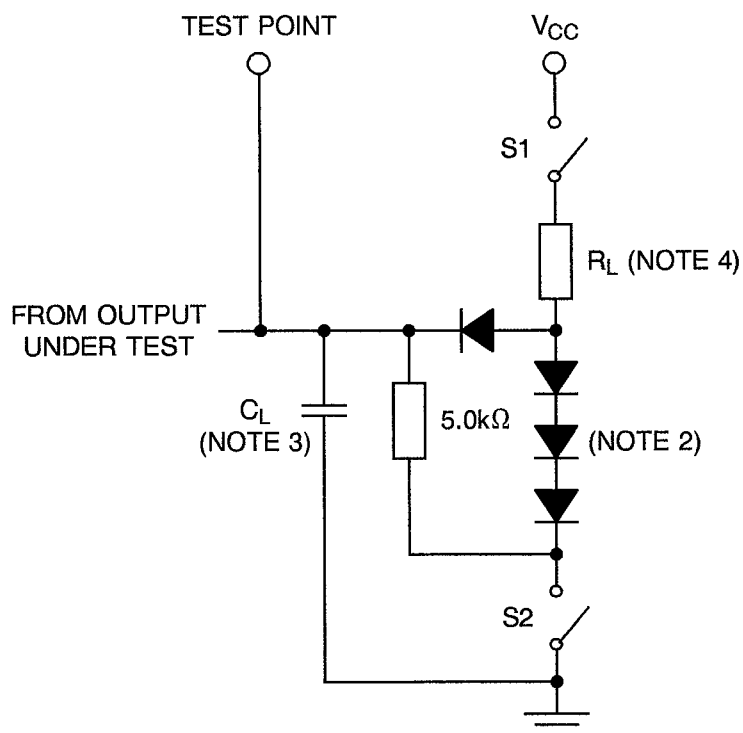 TEST POINT
VCC
S1
RL (NOTE 4)
FROM OUTPUT
UNDER TEST
CL
(NOTE 3)
5.0kΩ
(NOTE 2)
S2